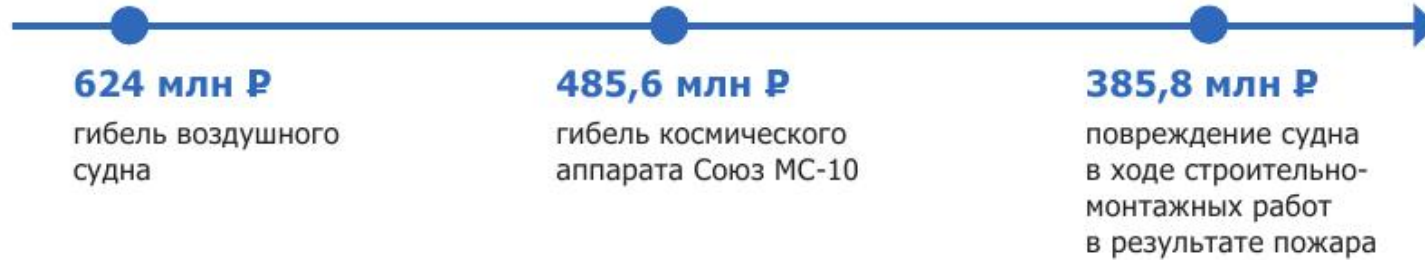 624 млн ₽
гибель воздушного
судна
485,6 млн ₽
гибель космического
аппарата Союз МС-10
385,8 млн ₽
повреждение судна
в ходе строительно-
монтажных работ
в результате пожара